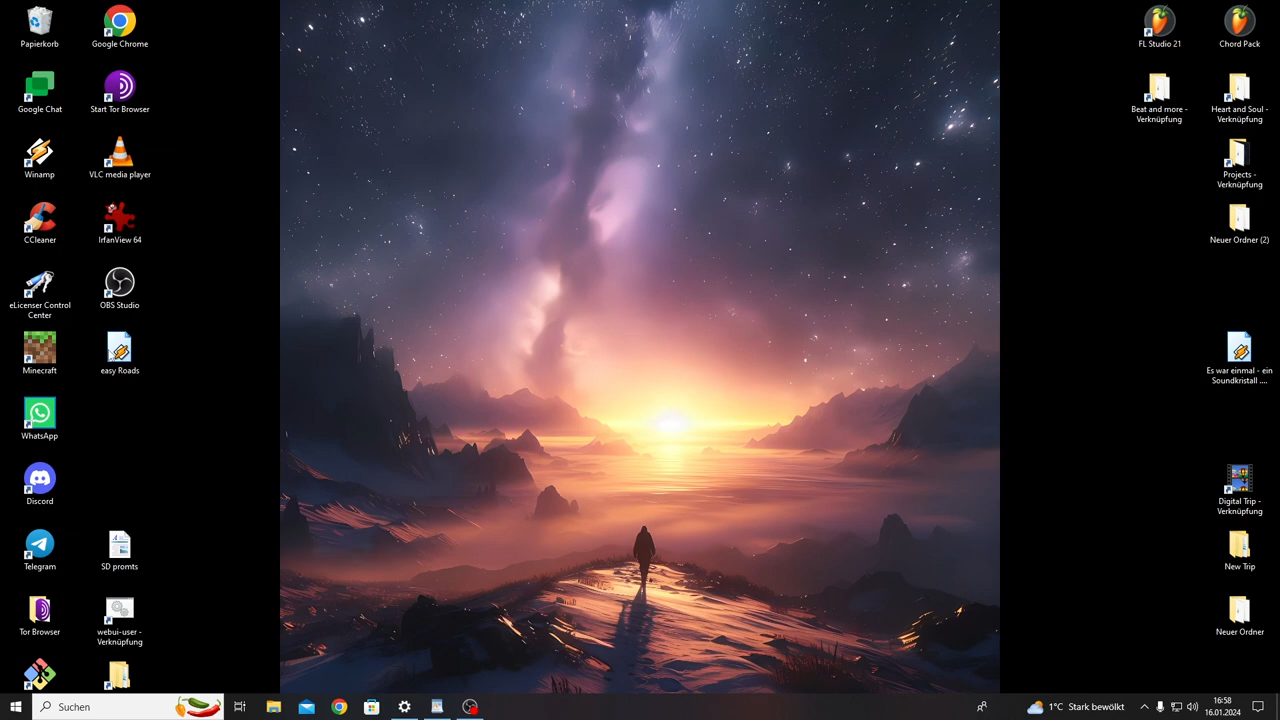 Papierkorb
Google Chrome
Google Chat
Start Tor Browser
Winamp
VLC media player
CCleaner
IrfanView 64
eLicenser Control
Center
OBS Studio
Minecraft
easy Roads
WhatsApp
Discord
Telegram
SD promts
Tor Browser
webui-user -
Verknüpfung
FL Studio 21
Chord Pack
Beat and more -
Verknüpfung
Heart and Soul -
Verknüpfung
Projects -
Verknüpfung
Neuer Ordner (2)
Es war einmal - ein
Soundkristall ....
Digital Trip -
Verknüpfung
New Trip
Neuer Ordner
Suchen
1°C Stark bewölkt
16:58
16.01.2024